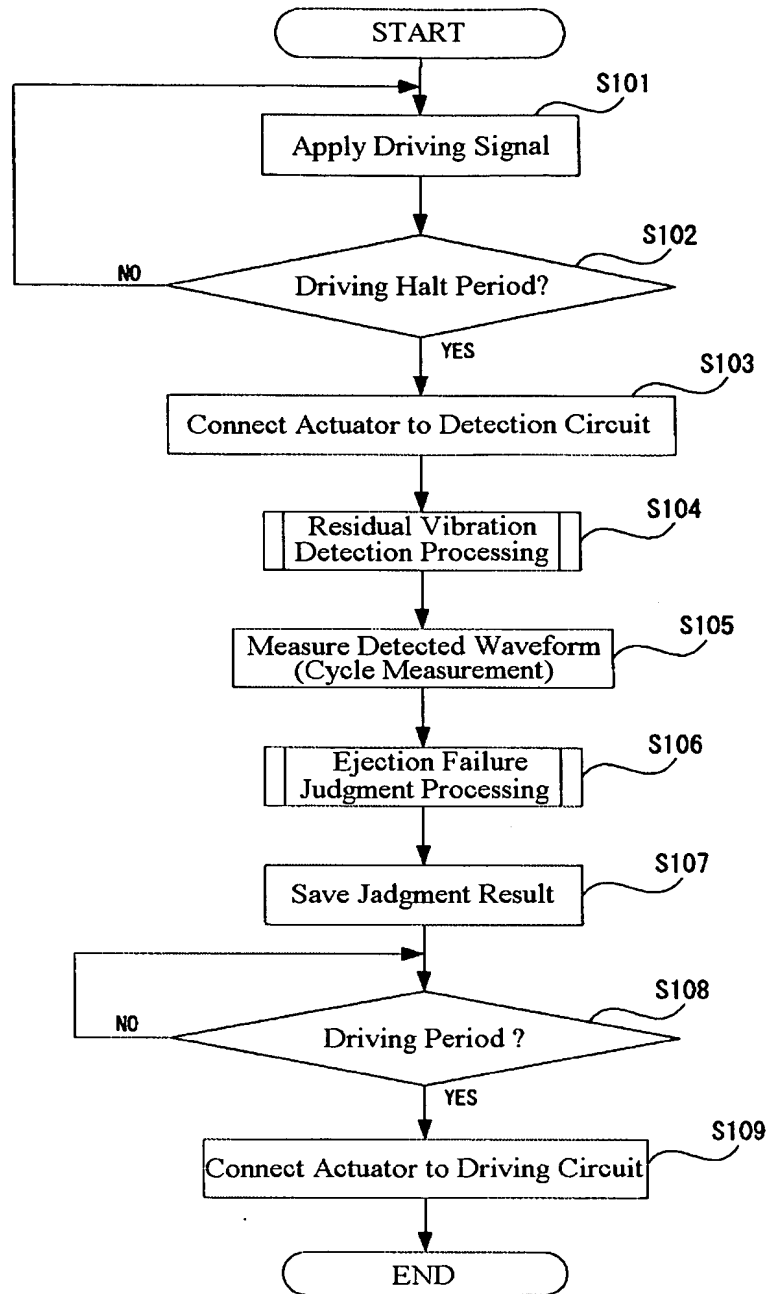 START
S101
Apply Driving Signal
S102
NO
Driving Halt Period?
YES
S103
Connect Actuator to Detection Circuit
S104
Residual Vibration
Detection Processing
S105
Measure Detected Waveform
(Cycle Measurement)
S106
Ejection Failure
Judgment Processing
S107
Save Jadgment Result
S108
NO
Driving Period ?
YES
S109
Connect Actuator to Driving Circuit
END